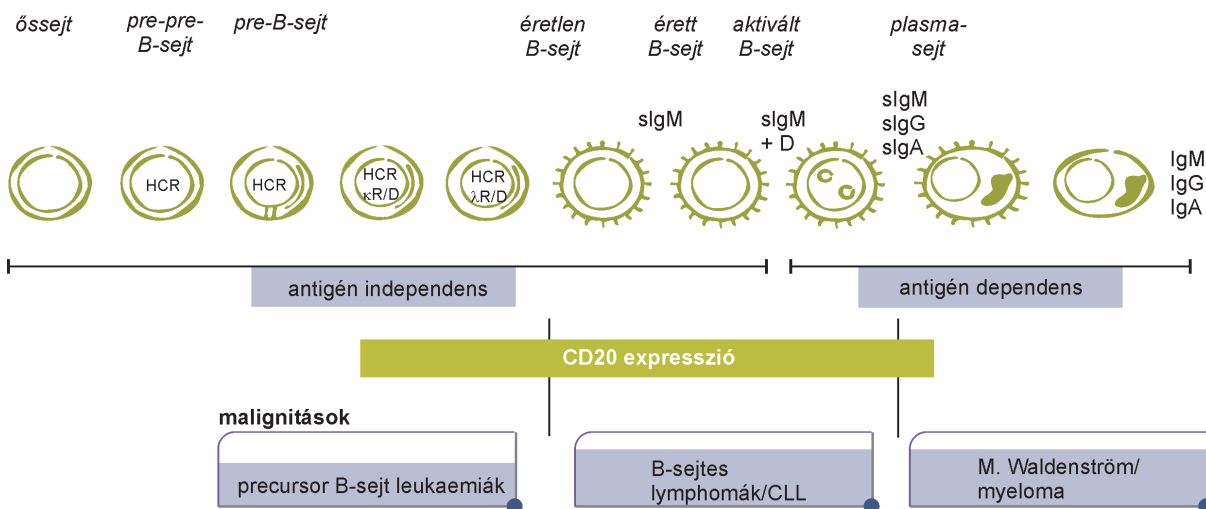 őssejt
pre-pre-
B-sejt
pre-B-sejt
éretlen
B-sejt
érett
B-sejt
aktivált
B-sejt
plasma-
sejt
sIgM
sIgM
+ D
sIgM
sIgG
sIgA
HCR
HCR
HCR
κR/D
HCR
λR/D
IgM
IgG
IgA
antigén independens
antigén dependens
CD20 expresszió
malignitások
precursor B-sejt leukaemiák
B-sejtes
lymphomák/CLL
M. Waldenström/
myeloma